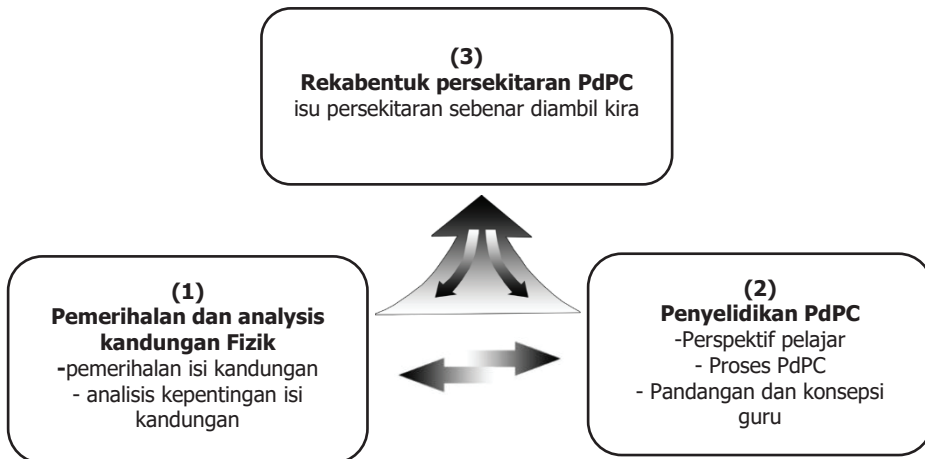 (3)
Rekabentuk persekitaran PdPC
isu persekitaran sebenar diambil kira
(1)
Pemerihalan dan analysis
kandungan Fizik
-pemerihalan isi kandungan
- analisis kepentingan isi
kandungan
(2)
Penyelidikan PdPC
-Perspektif pelajar
- Proses PdPC
- Pandangan dan konsepsi
guru